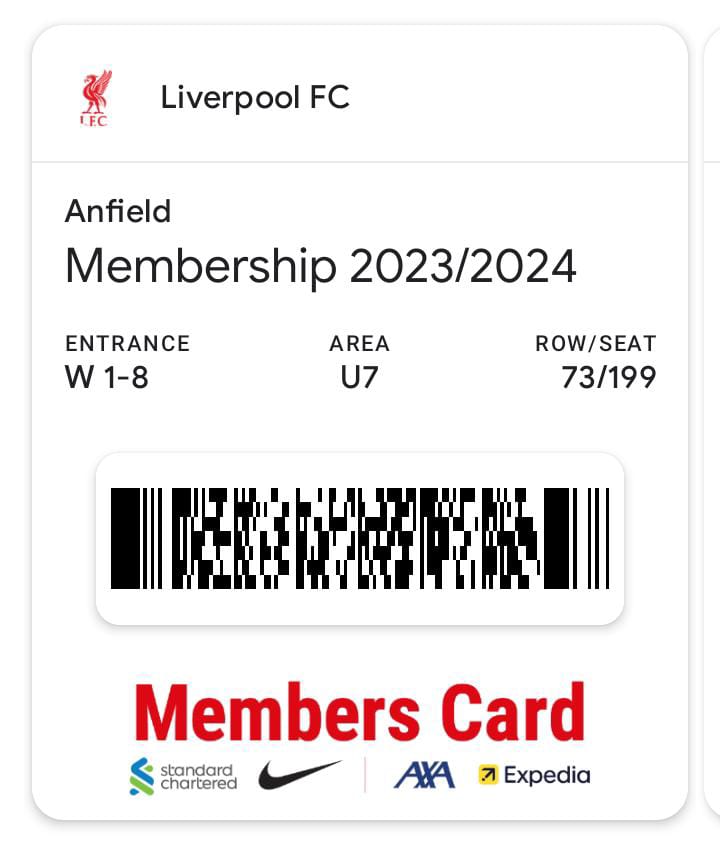 L.F.C
Liverpool FC
Anfield
Membership 2023/2024
ENTRANCE AREA ROW/SEAT
W 1-8 U7 73/199
Members Card
standard chartered AXA Expedia